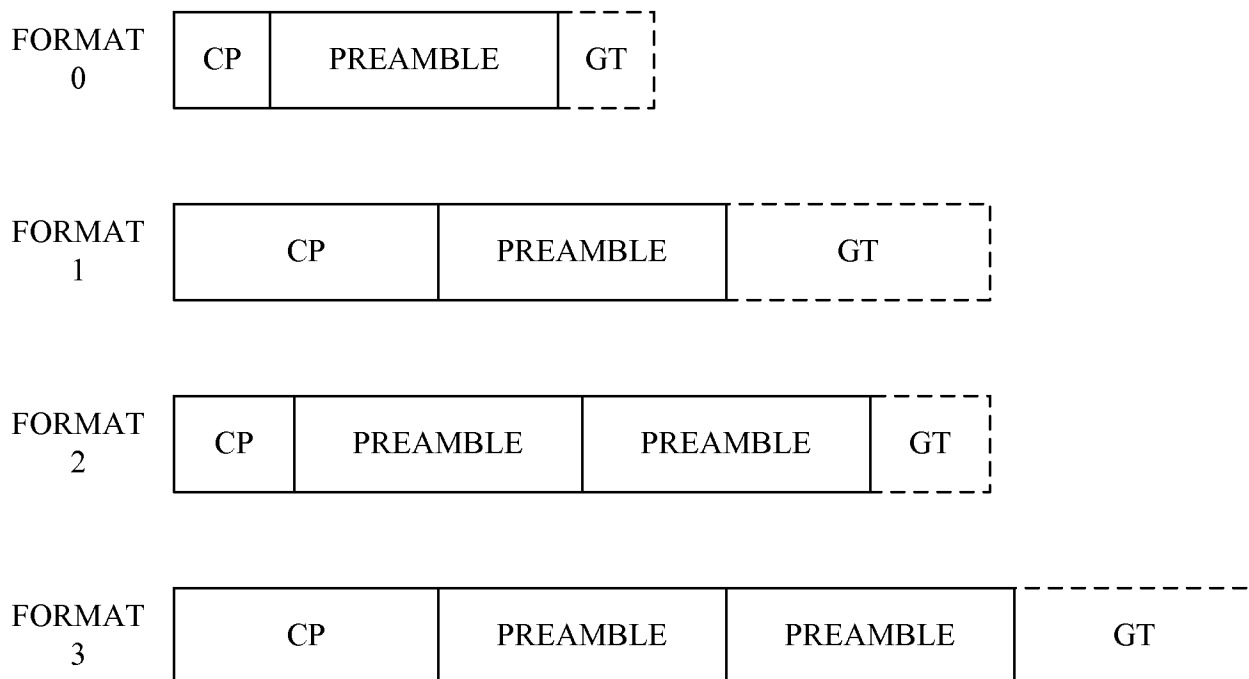 FORMAT
0
CP PREAMBLE GT
FORMAT
1
CP PREAMBLE GT
FORMAT
2
CP PREAMBLE PREAMBLE GT
FORMAT
3
CP PREAMBLE PREAMBLE GT